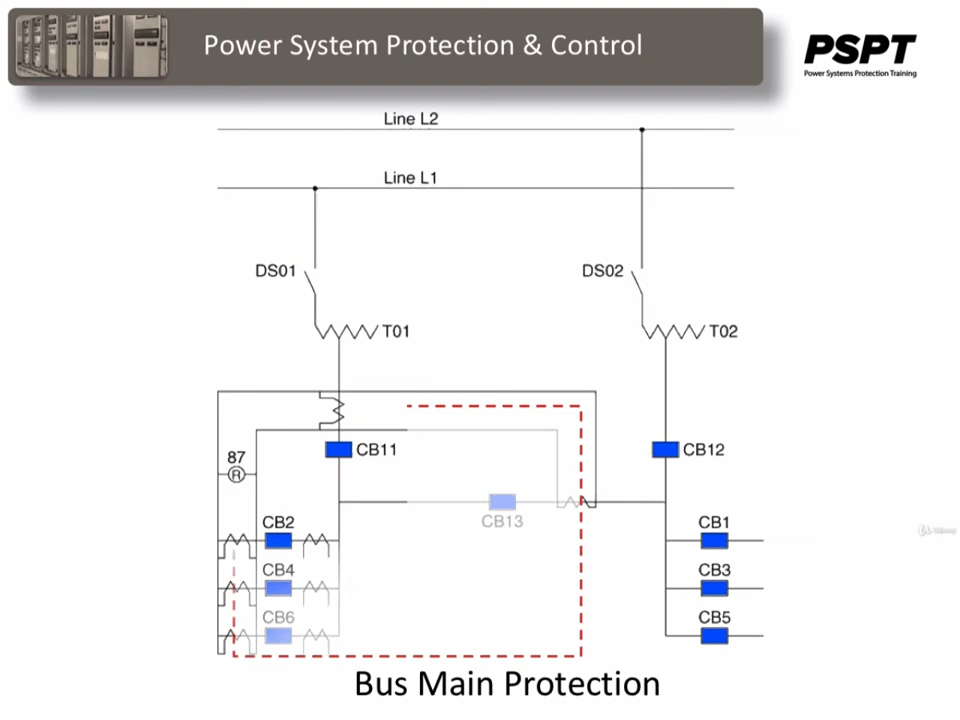 Power System Protection & Control
PSPT
Power Systems Protection Training
Line L2
Line L1
DS01
DS02
T01
T02
CB11
CB12
87
R
CB13
CB2
CB1
CB4
CB3
CB6
CB5
Bus Main Protection
Udemy